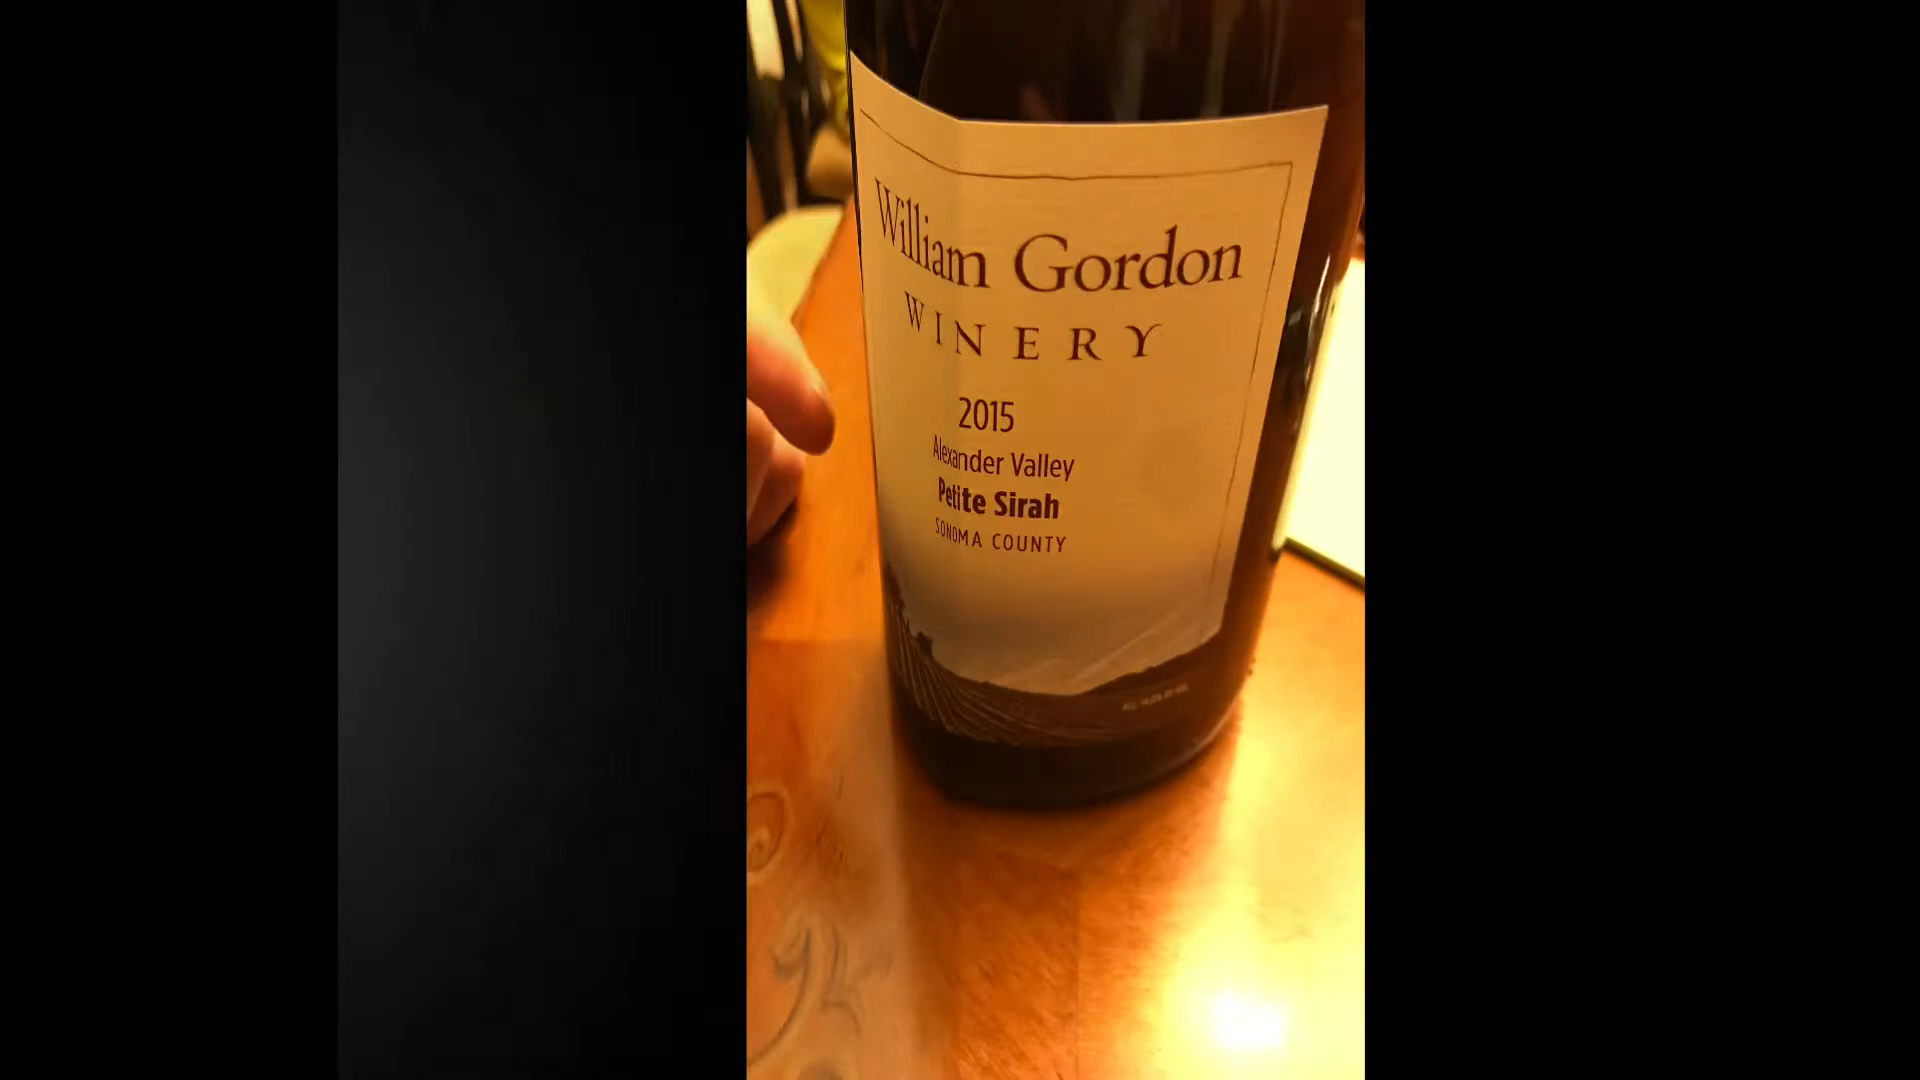 William Gordon
WINERY
2015
Alexander Valley
Petite Sirah
SONOMA COUNTY